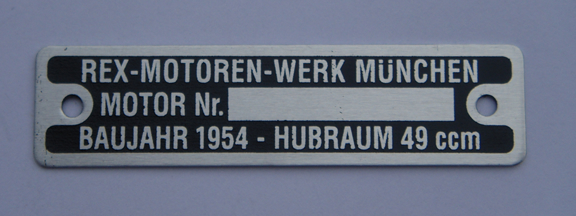 REX-MOTOREN-WERK MÜNCHEN
MOTOR Nr.
BAUJAHR 1954 - HUBRAUM 49 ccm